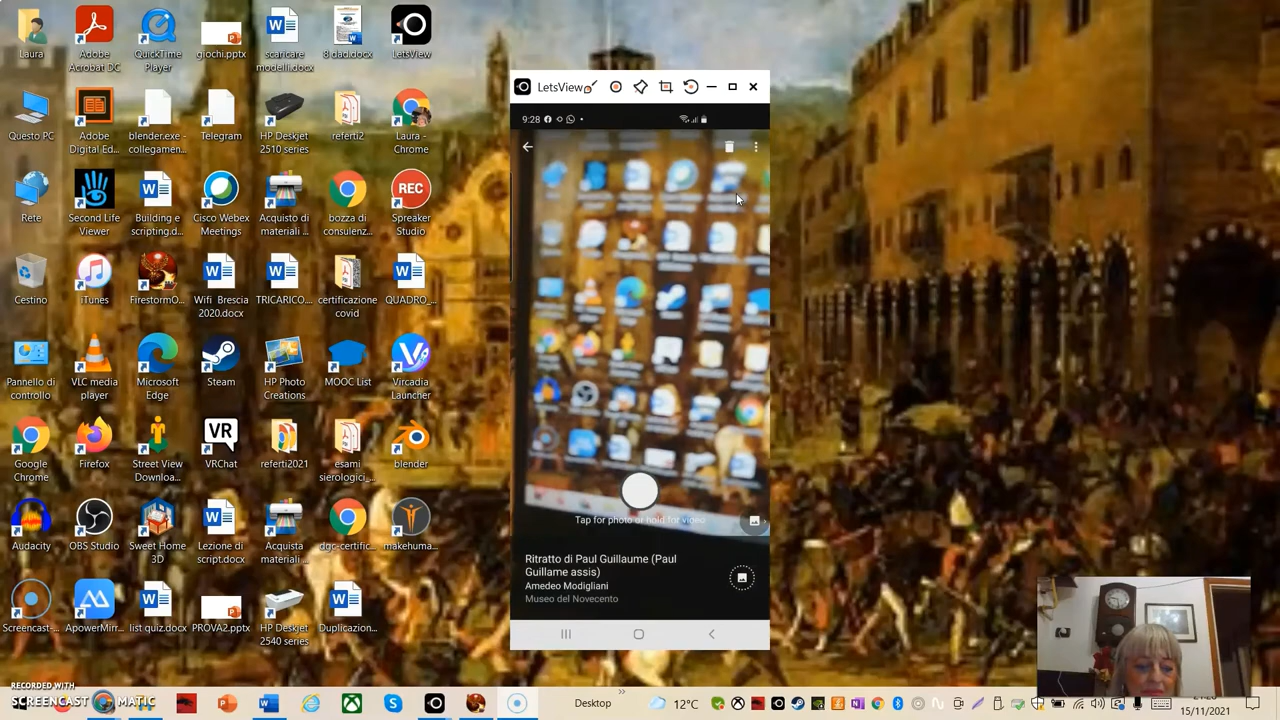 Laura
Adobe
Acrobat DC
QuickTime
Player
giochi.pptx
scaricare
modelli.docx
8.dad.docx
LetsView
Questo PC
Adobe
Digital Ed...
blender.exe -
collegamen...
Telegram
HP Deskjet
2510 series
referti2
Laura -
Chrome
Rete
Second Life
Viewer
Building e
scripting.d...
Cisco Webex
Meetings
Acquisto di
materiali ...
bozza di
consulenz...
REC
Spreaker
Studio
Cestino
iTunes
FirestormO...
Wifi Brescia
2020.docx
TRICARICO....
certificazione
covid
QUADRO_...
Pannello di
controllo
VLC media
player
Microsoft
Edge
Steam
HP Photo
Creations
MOOC List
Vircadia
Launcher
Google
Chrome
Firefox
Street View
Downloa...
VR
VRChat
referti2021
esami
sierologici_...
blender
Audacity
OBS Studio
Sweet Home
3D
Lezione di
script.docx
Acquista
materiali ...
dgc-certific...
makehuma...
Screencast-...
ApowerMirr...
list quiz.docx
PROVA2.pptx
HP Deskjet
2540 series
Duplicazion...
LetsView
9:28
Tap for photo or hold for video
Ritratto di Paul Guillaume (Paul
Guillame assis)
Amedeo Modigliani
Museo del Novecento
RECORDED WITH
SCREENCAST MATIC
Desktop
12°C
15/11/2021